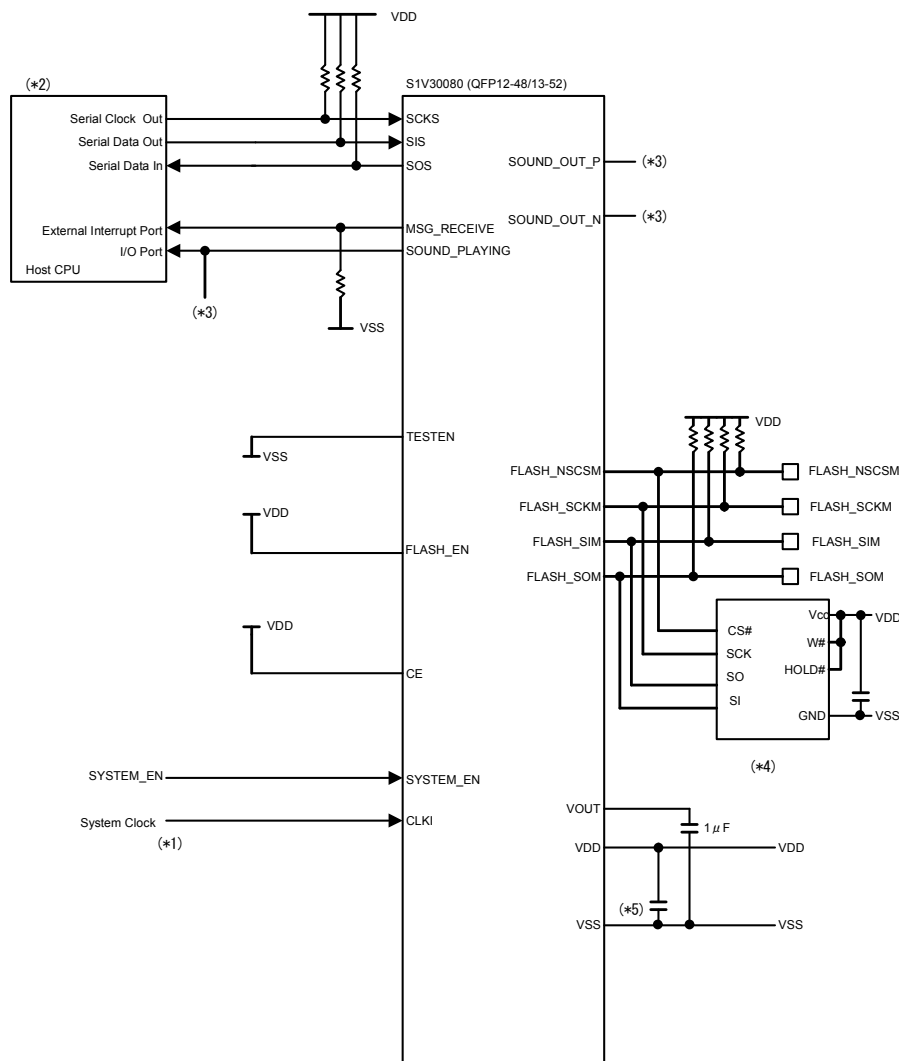 VDD
S1V30080 (QFP12-48/13-52)
(*2)
Serial Clock Out
Serial Data Out
Serial Data In
External Interrupt Port
I/O Port
Host CPU
SCKS
SIS
SOS
MSG_RECEIVE
SOUND_PLAYING
SOUND_OUT_P
(*3)
SOUND_OUT_N
(*3)
(*3)
VSS
TESTEN
VSS
VDD
FLASH_EN
VDD
CE
SYSTEM_EN
SYSTEM_EN
System Clock
(*1)
CLKI
VDD
FLASH_NSCSM
FLASH_NSCSM
FLASH_SCKM
FLASH_SCKM
FLASH_SIM
FLASH_SIM
FLASH_SOM
FLASH_SOM
CS#
SCK
SO
SI
Vcc
W#
HOLD#
GND
VDD
VSS
(*4)
VOUT
1μF
VDD
VDD
(*5)
VSS
VSS